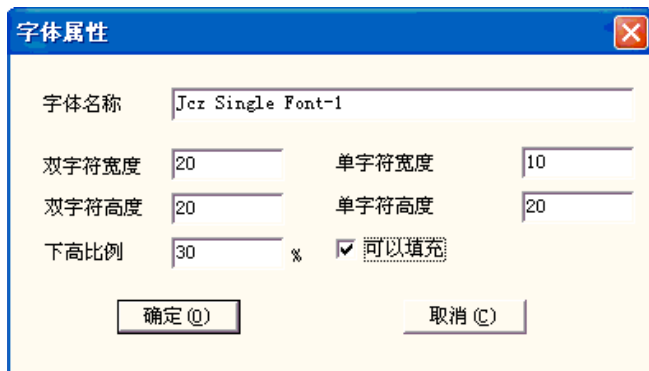 字体属性
字体名称 Jcz Single Font-1
双字符宽度 20 单字符宽度 10
双字符高度 20 单字符高度 20
下高比例 30 % 可以填充
确定(O) 取消(C)